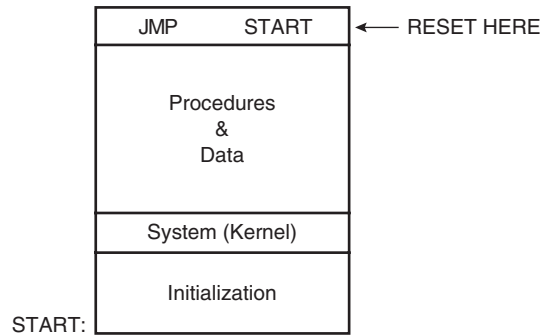 JMP START RESET HERE
Procedures
&
Data
System (Kernel)
Initialization
START: